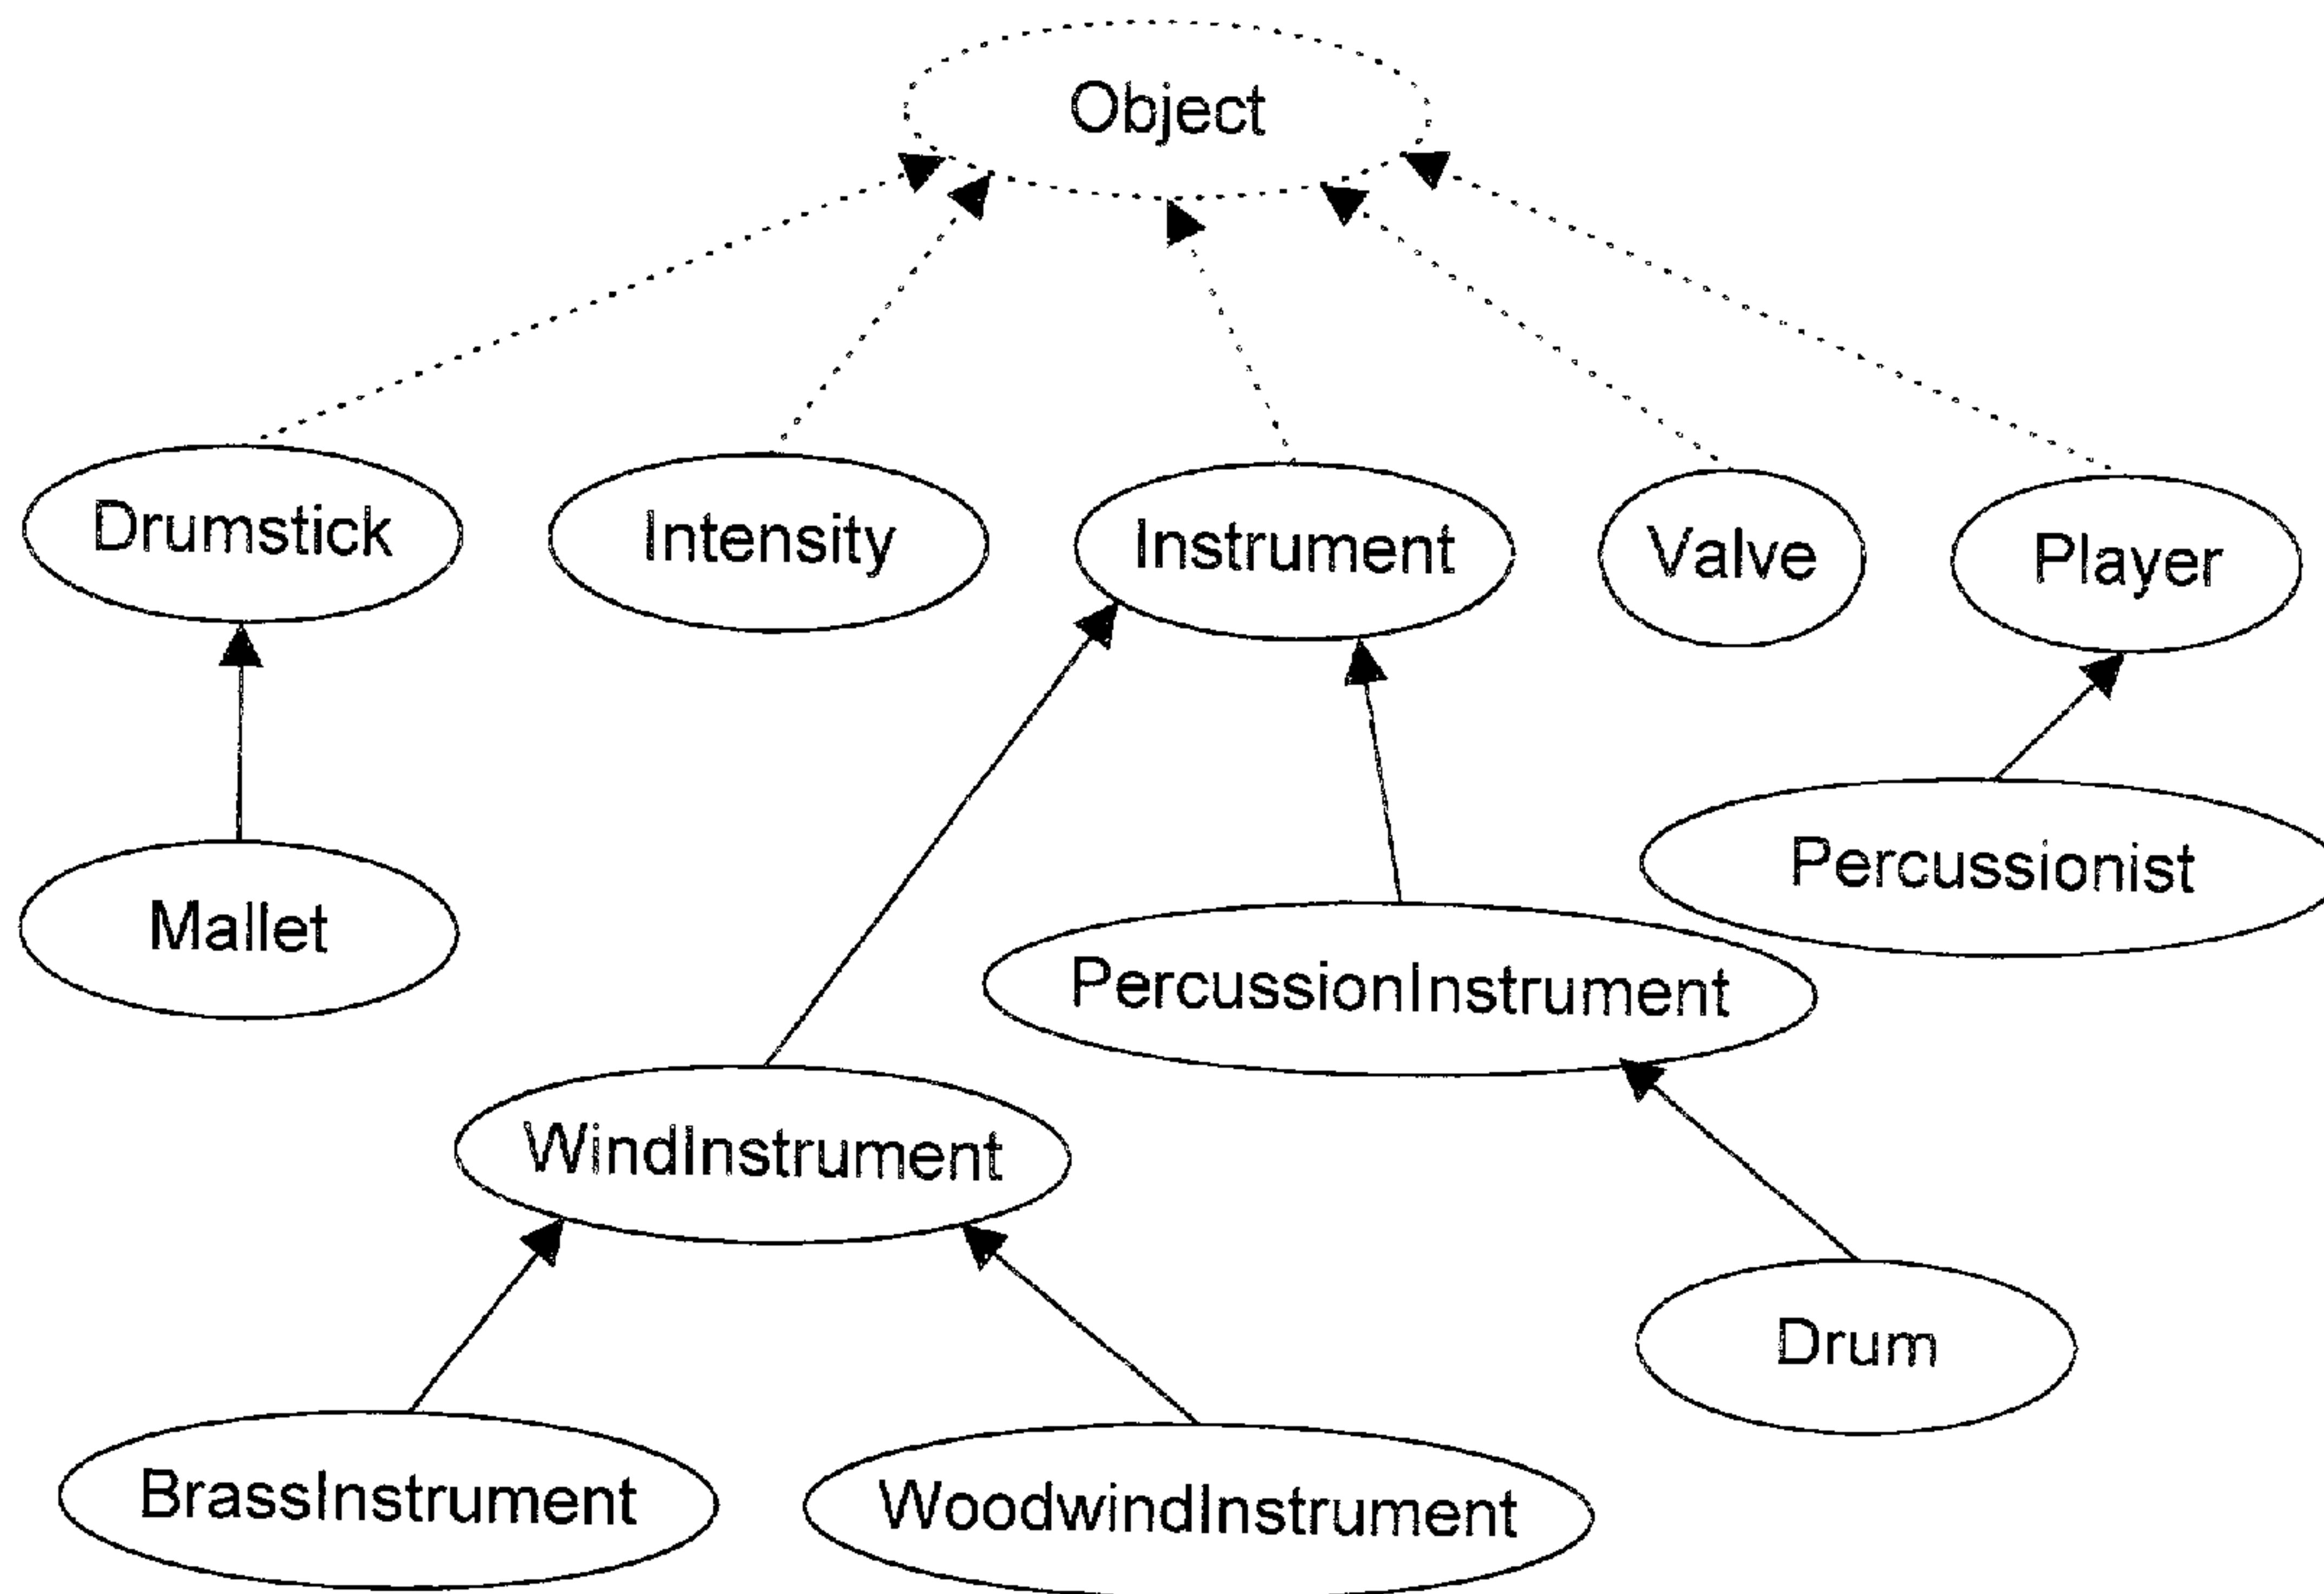 Object
Drumstick
Intensity
Instrument
Valve
Player
Percussionist
Mallet
PercussionInstrument
WindInstrument
Drum
BrassInstrument
WoodwindInstrument